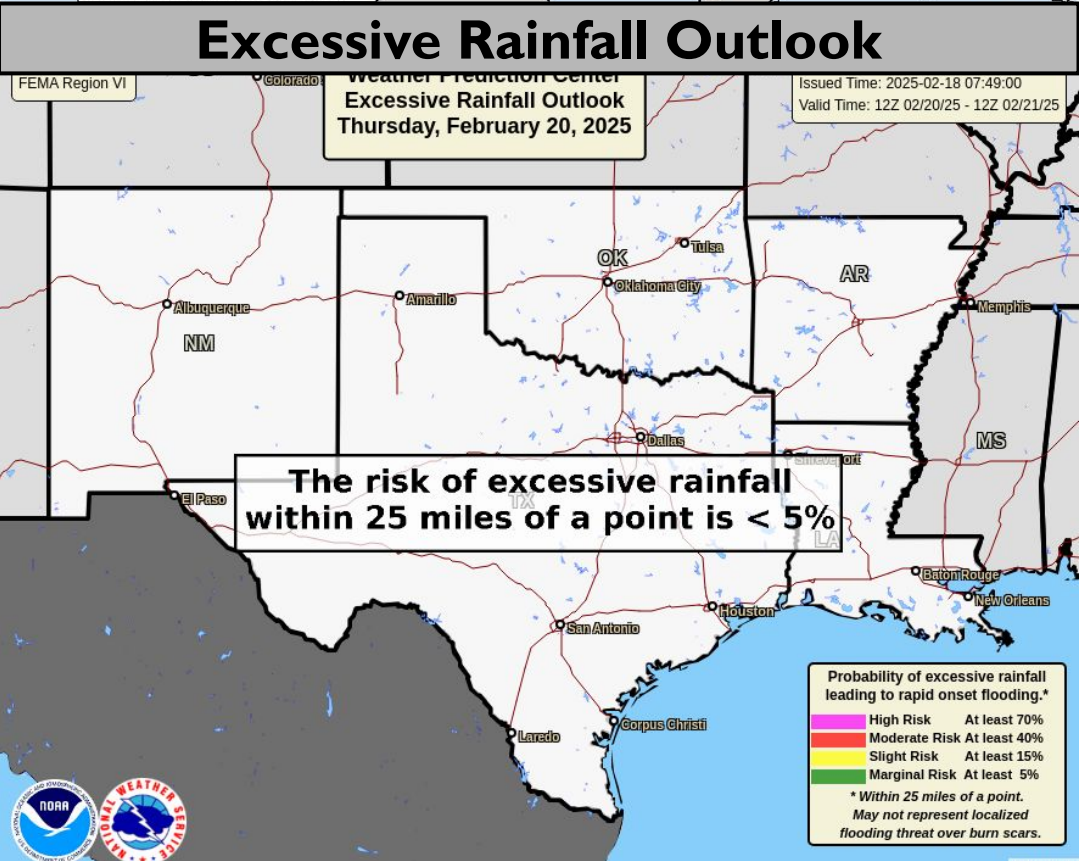 Excessive Rainfall Outlook
FEMA Region VI
Colorado
Weather Prediction Center
Excessive Rainfall Outlook
Thursday, February 20, 2025
Issued Time: 2025-02-18 07:49:00
Valid Time: 12Z 02/20/25 - 12Z 02/21/25
OK
Tulsa
Oklahoma City
AR
Amarillo
Albuquerque
Memphis
NM
Dallas
MS
Shreveport
The risk of excessive rainfall
within 25 miles of a point is < 5%
TX
LA
El Paso
Baton Rouge
New Orleans
Houston
San Antonio
Corpus Christi
Laredo
Probability of excessive rainfall
leading to rapid onset flooding.*
High Risk At least 70%
Moderate Risk At least 40%
Slight Risk At least 15%
Marginal Risk At least 5%
* Within 25 miles of a point.
May not represent localized
flooding threat over burn scars.
NOAA
NATIONAL WEATHER SERVICE